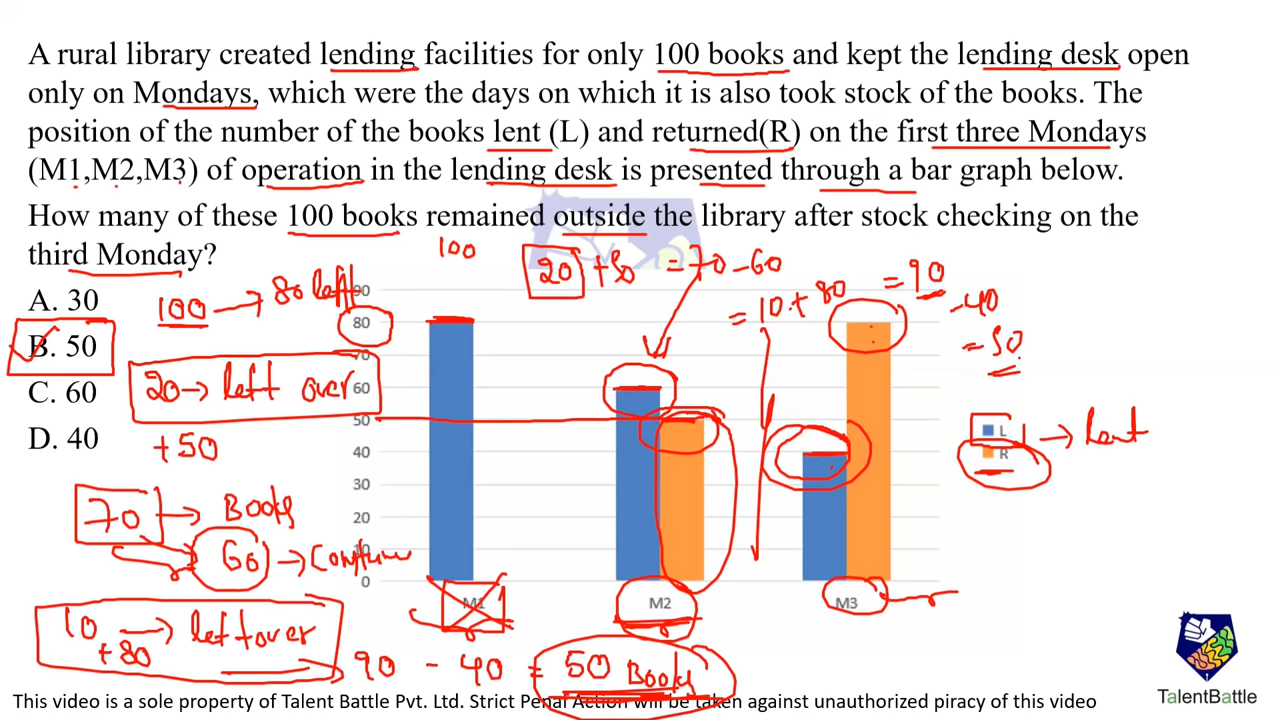 A rural library created lending facilities for only 100 books and kept the lending desk open
only on Mondays, which were the days on which it is also took stock of the books. The
position of the number of the books lent (L) and returned(R) on the first three Mondays
(M1,M2,M3) of operation in the lending desk is presented through a bar graph below.
How many of these 100 books remained outside the library after stock checking on the
third Monday?
100
20 + 50 = 70 - 60
= 10 + 80 = 90
- 40
= 50
A. 30
B. 50
C. 60
D. 40
100 → 80 left
20 → left over
+50
70 → Books
60
10 → leftover
+80
90 - 40 = 50 Books
90
80
70
60
50
40
30
20
10
0
M1
M2
M3
L → Lent
R
This video is a sole property of Talent Battle Pvt. Ltd. Strict Penal Action will be taken against unauthorized piracy of this video
TalentBattle